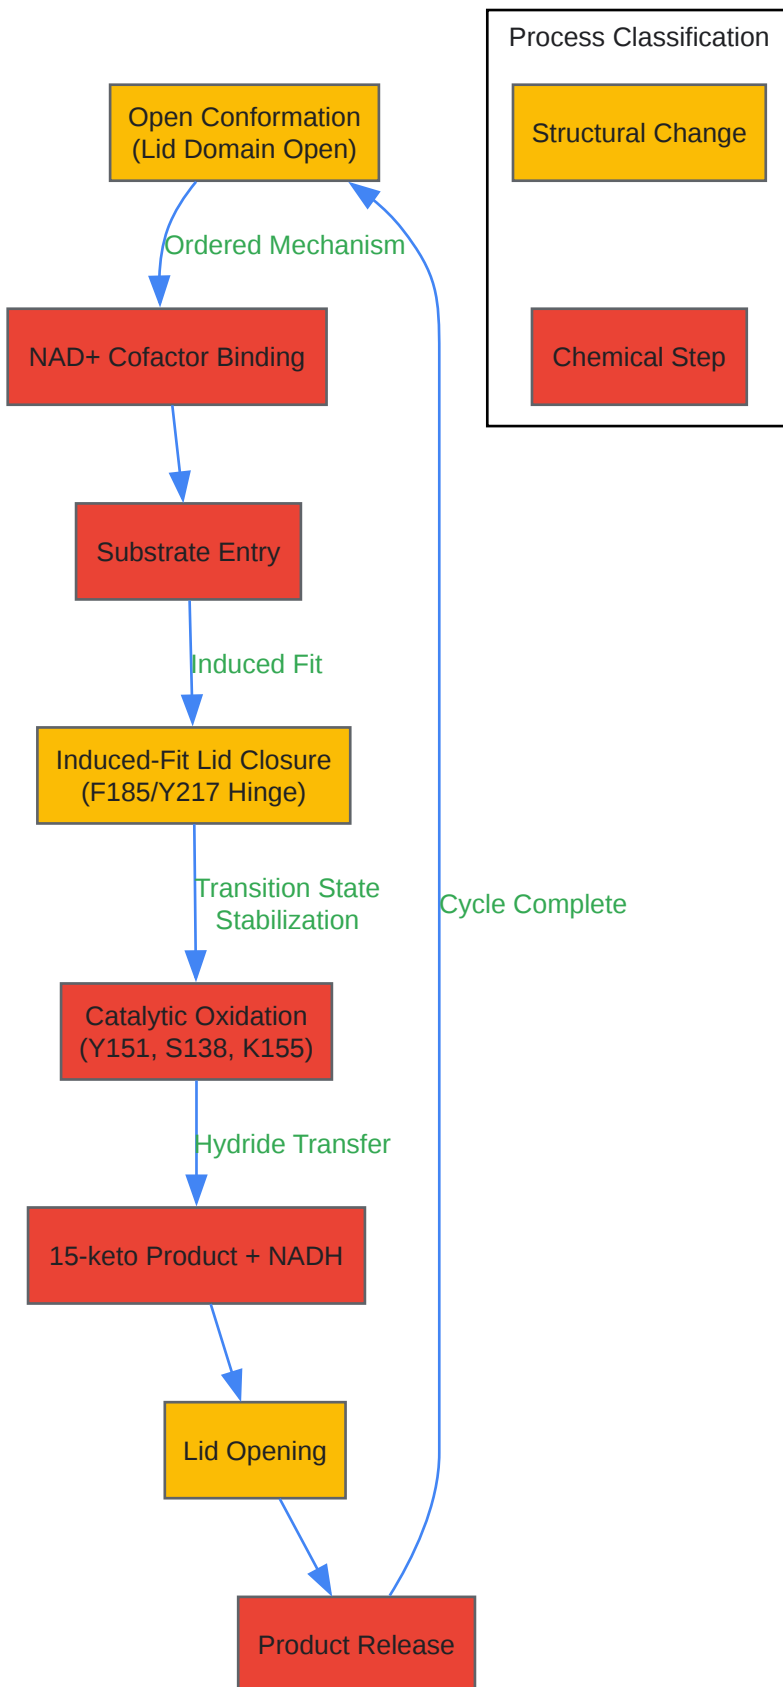 Process Classification
Structural Change
Chemical Step
Open Conformation
(Lid Domain Open)
Ordered Mechanism
NAD+ Cofactor Binding
Substrate Entry
Induced Fit
Induced-Fit Lid Closure
(F185/Y217 Hinge)
Transition State
Stabilization
Cycle Complete
Catalytic Oxidation
(Y151, S138, K155)
Hydride Transfer
15-keto Product + NADH
Lid Opening
Product Release